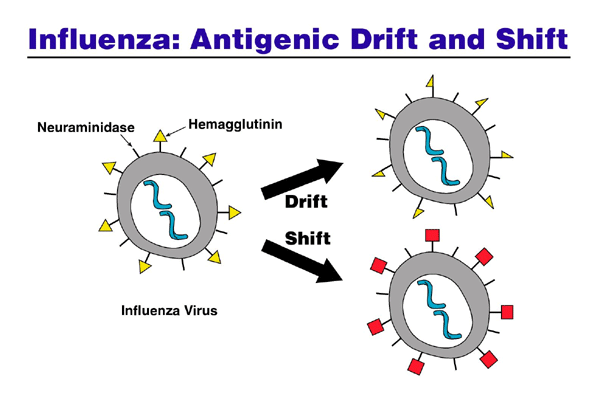 Influenza: Antigenic Drift and Shift
Neuraminidase
Hemagglutinin
Drift
Shift
Influenza Virus